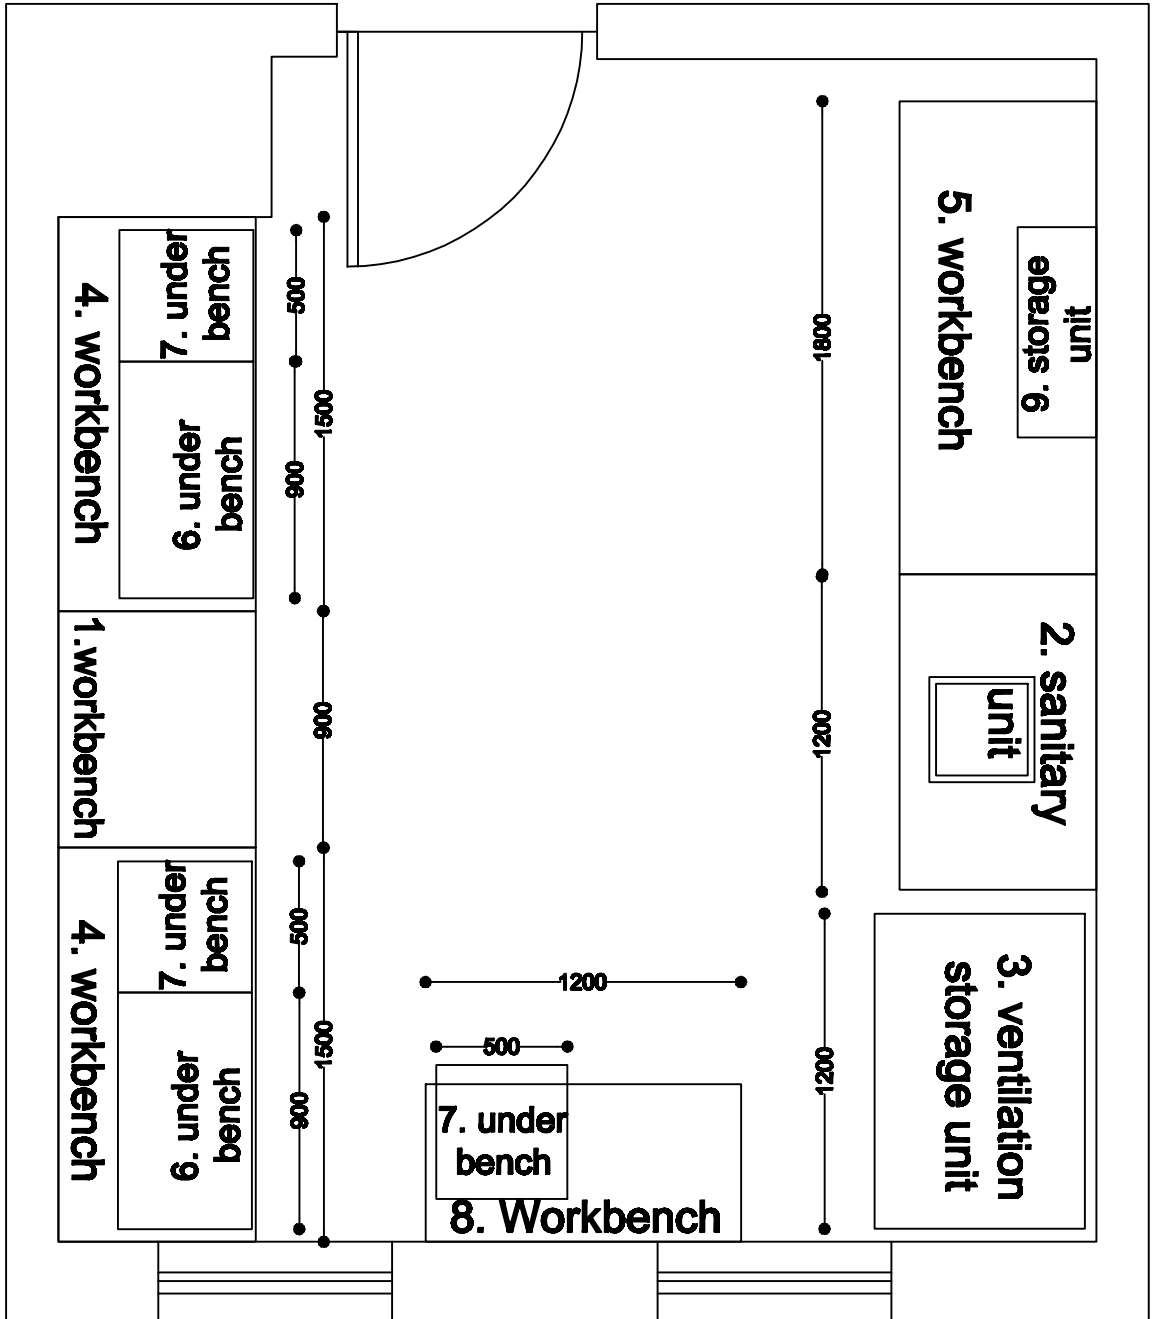 7. under
bench
4. workbench
6. under
bench
1.workbench
7. under
bench
4. workbench
6. under
bench
500
900
1500
900
500
900
1500
1200
500
7. under
bench
8. Workbench
1800
1200
1200
5. workbench
9. storage
unit
2. sanitary
unit
3. ventilation
storage unit